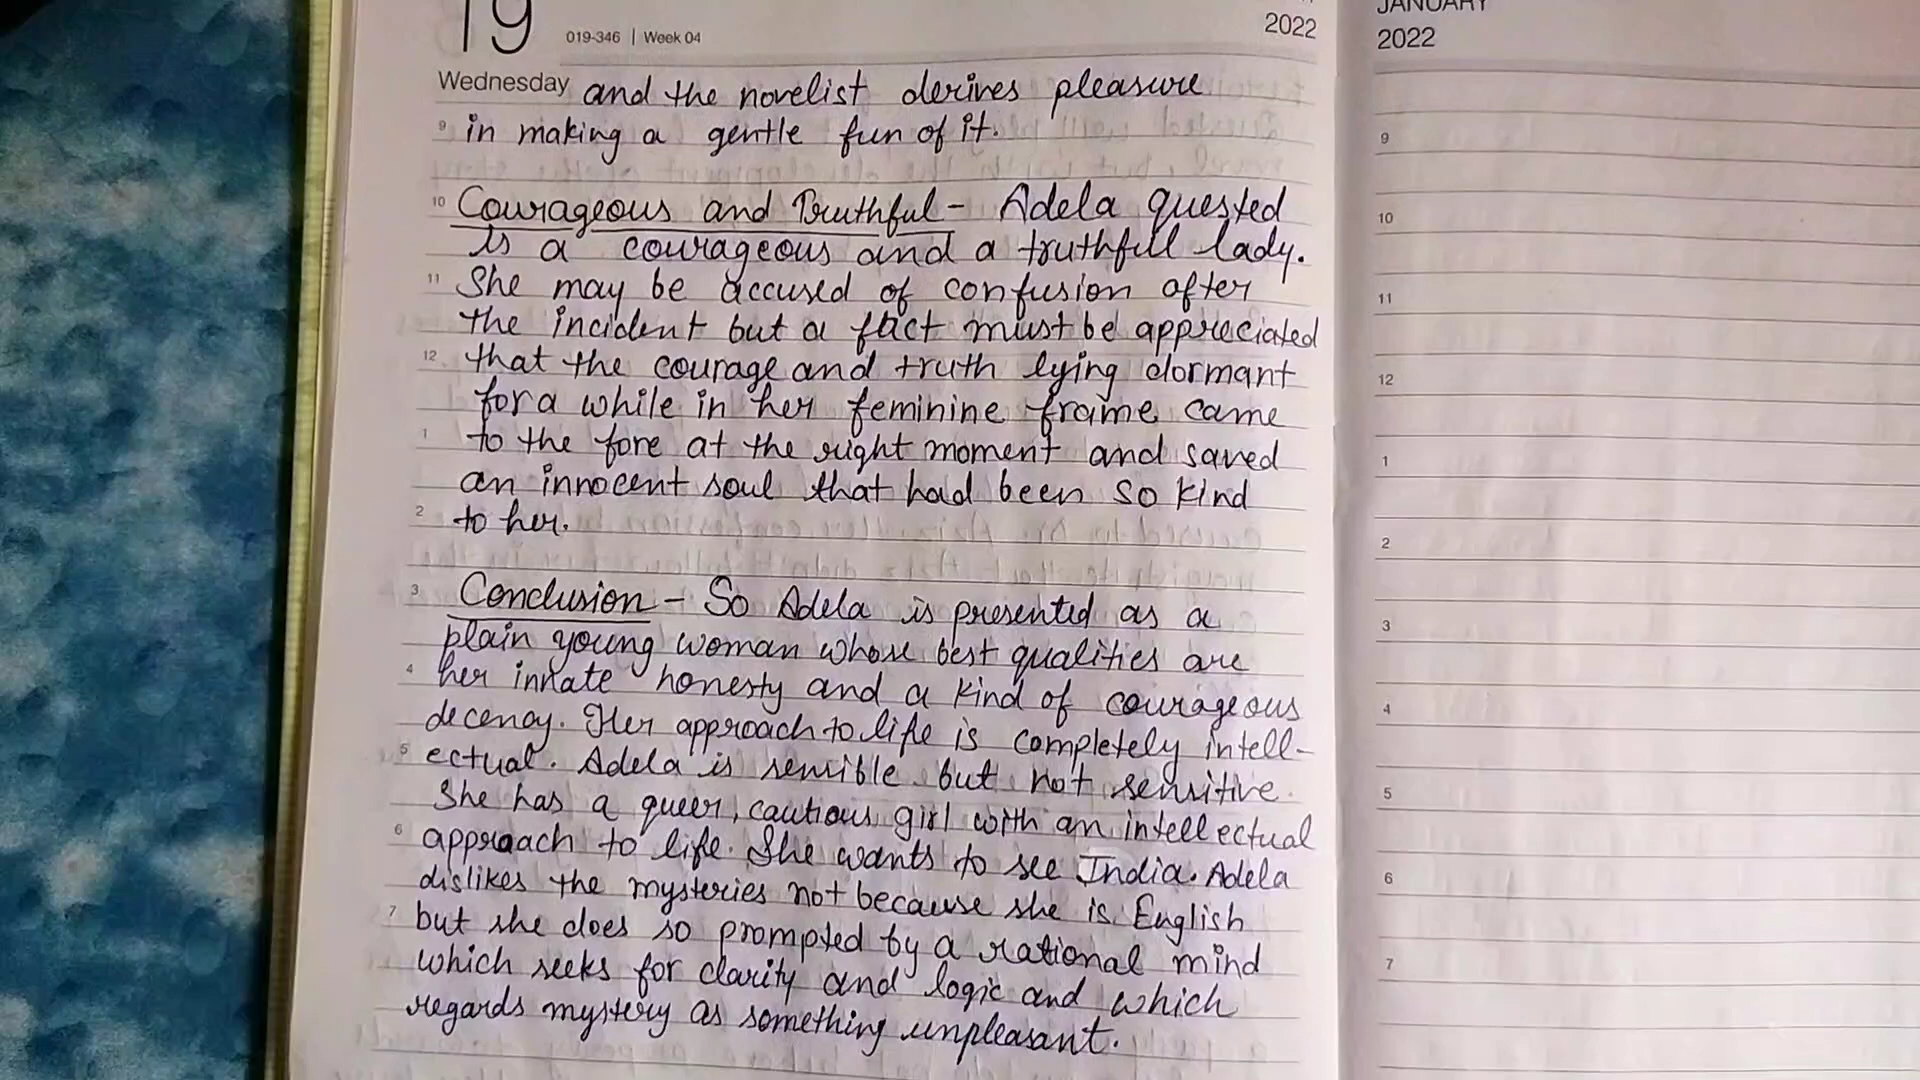 19
019-346 | Week 04
2022
Wednesday and the novelist derives pleasure
9 in making a gentle fun of it.
10 Courageous and Truthful - Adela quested
is a courageous and a truthfull lady.
11 She may be accused of confusion after
the incident but a fact must be appreciated
12 that the courage and truth lying dormant
for a while in her feminine frame came
1 to the fore at the right moment and saved
an innocent soul that had been so kind
2 to her.
3 Conclusion - So Adela is presented as a
plain young woman whose best qualities are
4 her innate honesty and a kind of courageous
decency. Her approach to life is completely intell-
5 ectual. Adela is sensible but not sensitive.
She has a queer, cautious girl with an intellectual
6 approach to life. She wants to see India. Adela
dislikes the mysteries not because she is English
7 but she does so prompted by a rational mind
which seeks for clarity and logic and which
regards mystery as something unpleasant.
JANUARY
2022
9
10
11
12
1
2
3
4
5
6
7